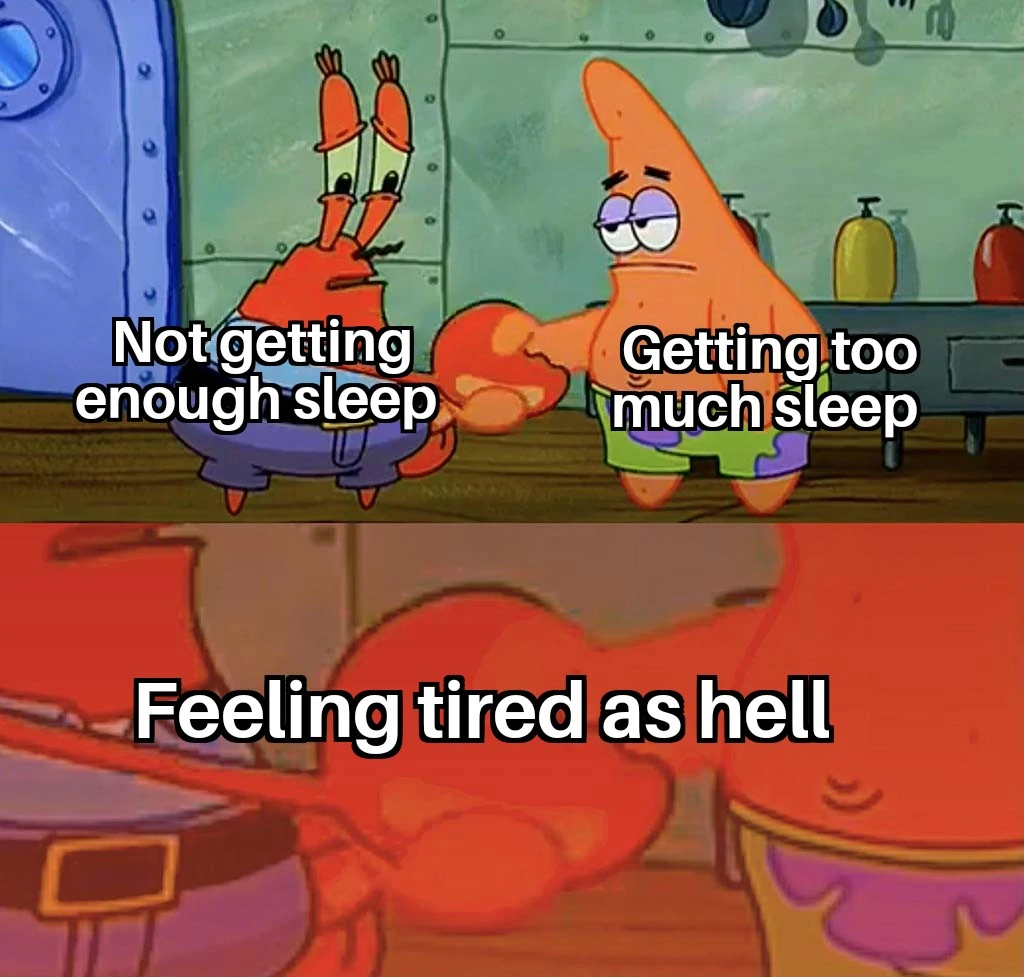 Not getting
enough sleep
Getting too
much sleep
Feeling tired as hell